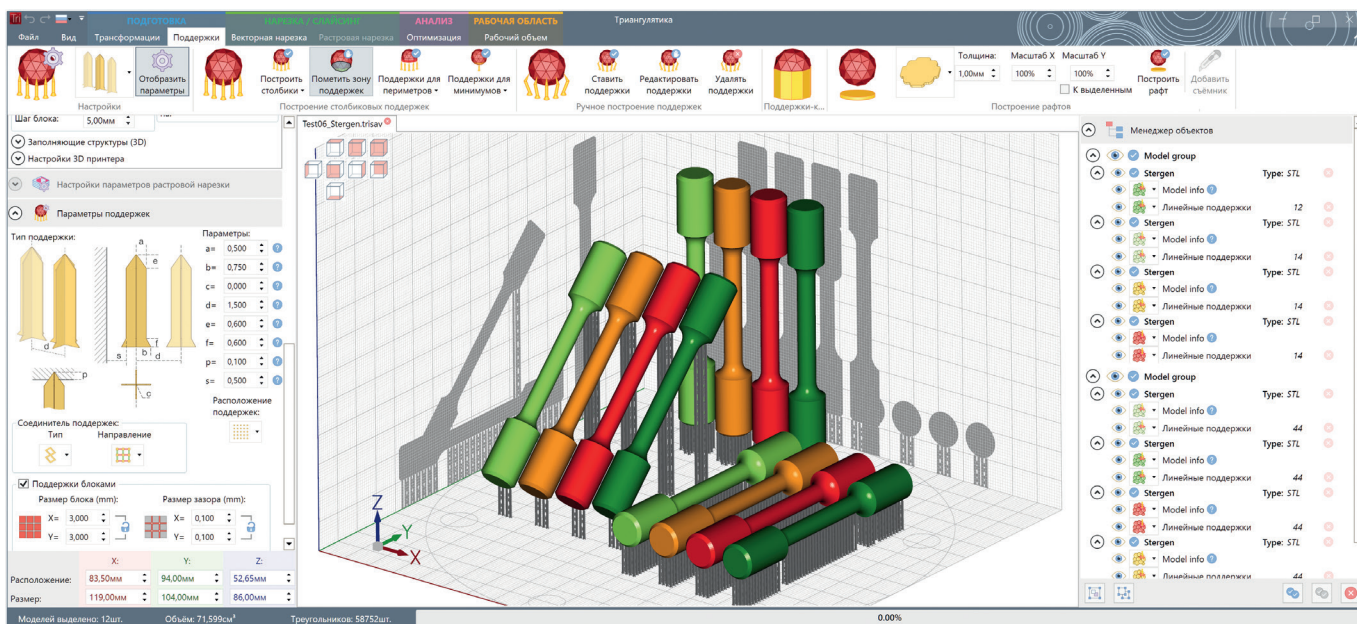 Tri
ПОДГОТОВКА НАРЕЗКА / СЛАЙСИНГ АНАЛИЗ РАБОЧАЯ ОБЛАСТЬ Триангулятика
Файл Вид Трансформации Поддержки Векторная нарезка Растровая нарезка Оптимизация Рабочий объем
Отобразить параметры
Построить столбики
Пометить зону поддержек
Поддержки для периметров
Поддержки для минимумов
Ставить поддержки
Редактировать поддержки
Удалять поддержки
Толщина: Масштаб X Масштаб Y
1,00мм 100% 100%
К выделенным
Построить рафт
Добавить съёмник
Настройки Построение столбиковых поддержек Ручное построение поддержек Поддержки-к... Построение рафтов
Шаг блока: 5,00мм
Заполняющие структуры (3D)
Настройки 3D принтера
Настройки параметров растровой нарезки
Параметры поддержек
Тип поддержки: Параметры:
a= 0,500
b= 0,750
c= 0,000
d= 1,500
e= 0,600
f= 0,600
p= 0,100
s= 0,500
a
e
f
s b d
d
p
c
Расположение поддержек:
Соединитель поддержек:
Тип Направление
Поддержки блоками
Размер блока (mm): Размер зазора (mm):
X= 3,000 X= 0,100
Y= 3,000 Y= 0,100
X: Y: Z:
Расположение: 83,50мм 94,00мм 52,65мм
Размер: 119,00мм 104,00мм 86,00мм
Test06_Stergen.trisav
Z
Y
X
Менеджер объектов
Model group
Stergen Type: STL
Model info
Линейные поддержки 12
Stergen Type: STL
Model info
Линейные поддержки 14
Stergen Type: STL
Model info
Линейные поддержки 14
Stergen Type: STL
Model info
Линейные поддержки 14
Model group
Stergen Type: STL
Model info
Линейные поддержки 44
Stergen Type: STL
Model info
Линейные поддержки 44
Stergen Type: STL
Model info
Линейные поддержки 44
Stergen Type: STL
Model info
Линейные поддержки 44
Моделей выделено: 12шт. Объём: 71,599см³ Треугольников: 58752шт. 0.00%